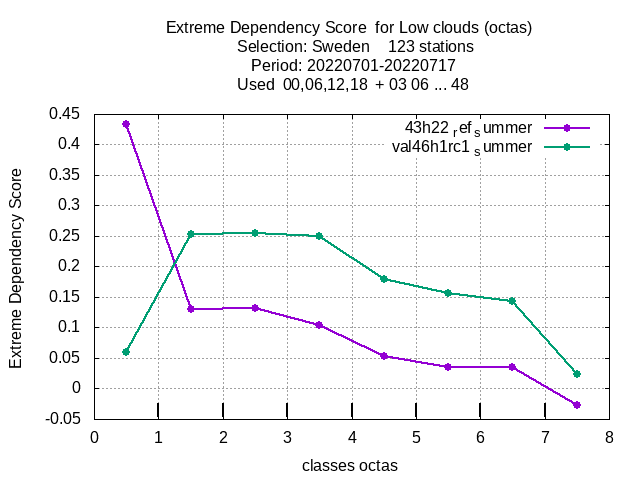 Extreme Dependency Score for Low clouds (octas)
Selection: Sweden 123 stations
Period: 20220701-20220717
Used 00,06,12,18 + 03 06 ... 48
43h22 ref summer
val46h1rc1 summer
Extreme Dependency Score
0.45
0.4
0.35
0.3
0.25
0.2
0.15
0.1
0.05
0
-0.05
0 1 2 3 4 5 6 7 8
classes octas